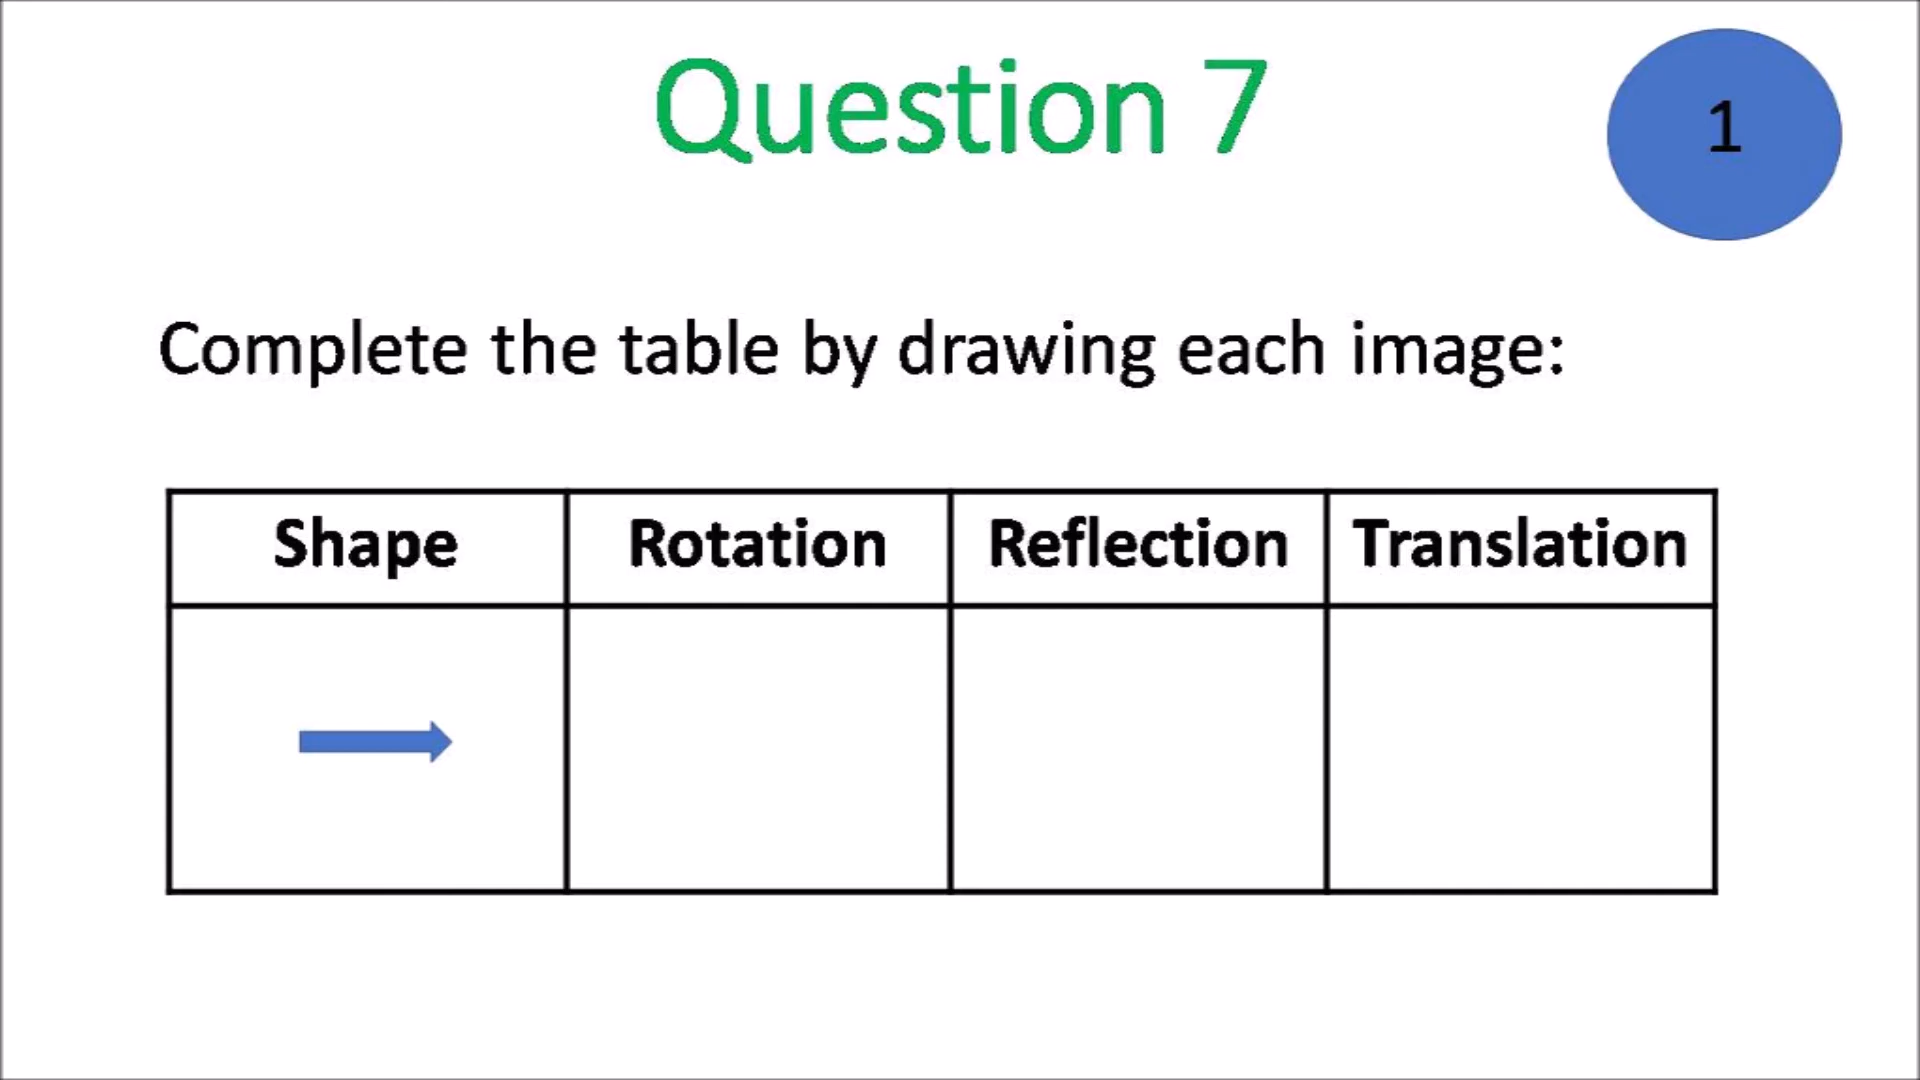 Question 7
1
Complete the table by drawing each image:
Shape Rotation Reflection Translation